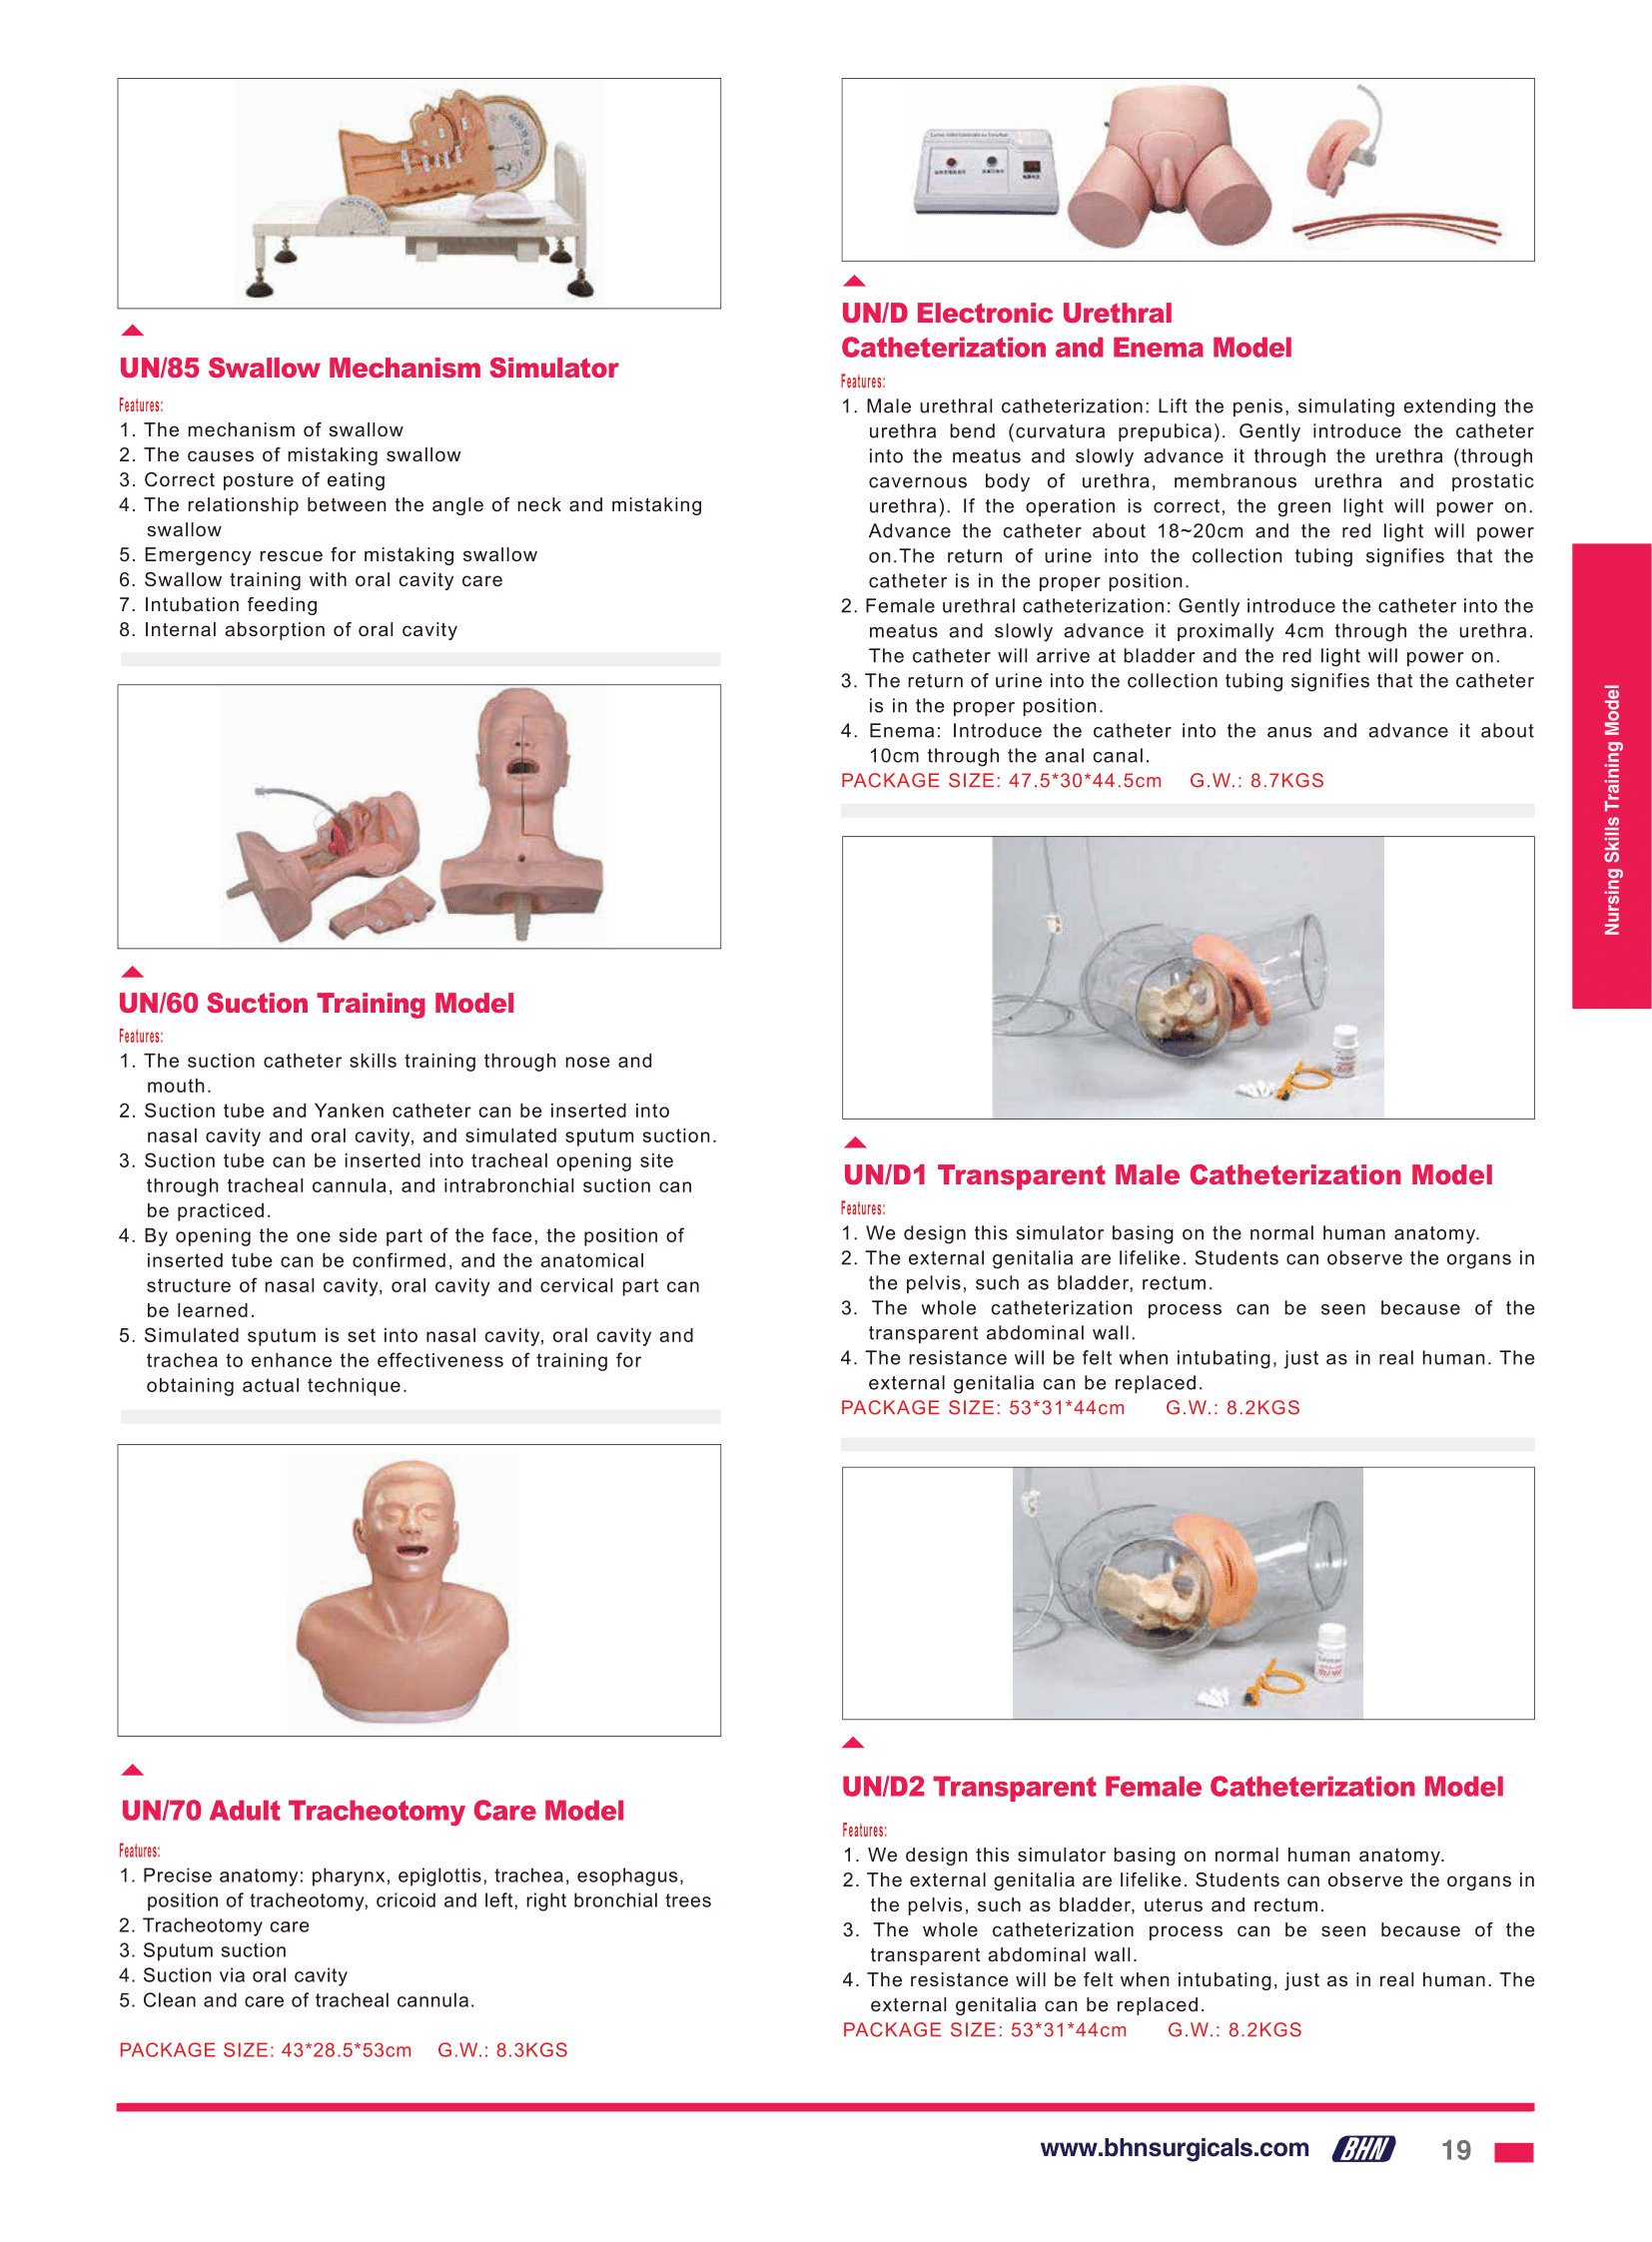 UN/85 Swallow Mechanism Simulator
Features:
1. The mechanism of swallow
2. The causes of mistaking swallow
3. Correct posture of eating
4. The relationship between the angle of neck and mistaking
swallow
5. Emergency rescue for mistaking swallow
6. Swallow training with oral cavity care
7. Intubation feeding
8. Internal absorption of oral cavity
UN/60 Suction Training Model
Features:
1. The suction catheter skills training through nose and
mouth.
2. Suction tube and Yanken catheter can be inserted into
nasal cavity and oral cavity, and simulated sputum suction.
3. Suction tube can be inserted into tracheal opening site
through tracheal cannula, and intrabronchial suction can
be practiced.
4. By opening the one side part of the face, the position of
inserted tube can be confirmed, and the anatomical
structure of nasal cavity, oral cavity and cervical part can
be learned.
5. Simulated sputum is set into nasal cavity, oral cavity and
trachea to enhance the effectiveness of training for
obtaining actual technique.
UN/70 Adult Tracheotomy Care Model
Features:
1. Precise anatomy: pharynx, epiglottis, trachea, esophagus,
position of tracheotomy, cricoid and left, right bronchial trees
2. Tracheotomy care
3. Sputum suction
4. Suction via oral cavity
5. Clean and care of tracheal cannula.
PACKAGE SIZE: 43*28.5*53cm G.W.: 8.3KGS
UN/D Electronic Urethral
Catheterization and Enema Model
Features:
1. Male urethral catheterization: Lift the penis, simulating extending the
urethra bend (curvatura prepubica). Gently introduce the catheter
into the meatus and slowly advance it through the urethra (through
cavernous body of urethra, membranous urethra and prostatic
urethra). If the operation is correct, the green light will power on.
Advance the catheter about 18~20cm and the red light will power
on.The return of urine into the collection tubing signifies that the
catheter is in the proper position.
2. Female urethral catheterization: Gently introduce the catheter into the
meatus and slowly advance it proximally 4cm through the urethra.
The catheter will arrive at bladder and the red light will power on.
3. The return of urine into the collection tubing signifies that the catheter
is in the proper position.
4. Enema: Introduce the catheter into the anus and advance it about
10cm through the anal canal.
PACKAGE SIZE: 47.5*30*44.5cm G.W.: 8.7KGS
UN/D1 Transparent Male Catheterization Model
Features:
1. We design this simulator basing on the normal human anatomy.
2. The external genitalia are lifelike. Students can observe the organs in
the pelvis, such as bladder, rectum.
3. The whole catheterization process can be seen because of the
transparent abdominal wall.
4. The resistance will be felt when intubating, just as in real human. The
external genitalia can be replaced.
PACKAGE SIZE: 53*31*44cm G.W.: 8.2KGS
UN/D2 Transparent Female Catheterization Model
Features:
1. We design this simulator basing on normal human anatomy.
2. The external genitalia are lifelike. Students can observe the organs in
the pelvis, such as bladder, uterus and rectum.
3. The whole catheterization process can be seen because of the
transparent abdominal wall.
4. The resistance will be felt when intubating, just as in real human. The
external genitalia can be replaced.
PACKAGE SIZE: 53*31*44cm G.W.: 8.2KGS
Nursing Skills Training Model
www.bhnsurgicals.com BHN 19